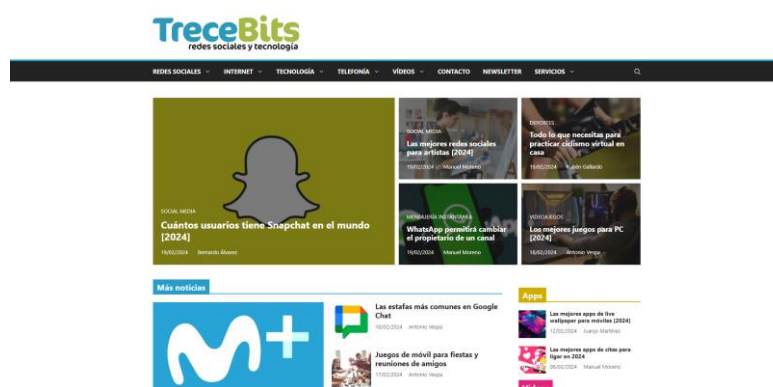 TreceBits
redes sociales y tecnología
REDES SOCIALES INTERNET TECNOLOGÍA TELEFONÍA VÍDEOS CONTACTO NEWSLETTER SERVICIOS
SOCIAL MEDIA
Cuántos usuarios tiene Snapchat en el mundo
[2024]
19/02/2024 Bernardo Álvarez
SOCIAL MEDIA
Las mejores redes sociales
para artistas [2024]
19/02/2024 Manuel Moreno
DEPORTES
Todo lo que necesitas para
practicar ciclismo virtual en
casa
19/02/2024 Rubén Gallardo
MENSAJERÍA INSTANTÁNEA
WhatsApp permitirá cambiar
el propietario de un canal
19/02/2024 Manuel Moreno
VIDEOJUEGOS
Los mejores juegos para PC
[2024]
18/02/2024 Antonio Vespa
Más noticias
M+
Las estafas más comunes en Google
Chat
18/02/2024 Antonio Vespa
Juegos de móvil para fiestas y
reuniones de amigos
17/02/2024 Antonio Vespa
Apps
Las mejores apps de live
wallpaper para móviles [2024]
12/02/2024 Juanjo Martínez
Las mejores apps de citas para
ligar en 2024
06/02/2024 Manuel Moreno